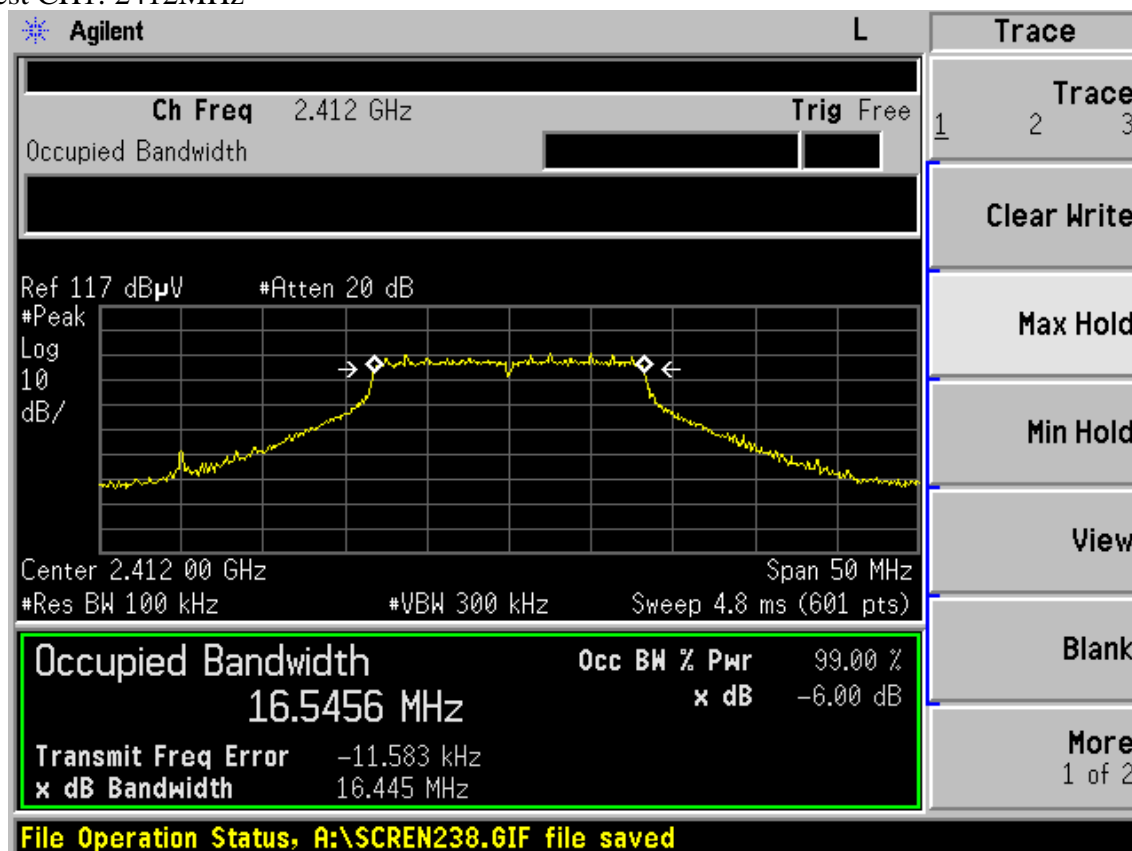 est CH1: 2412MHz
Agilent L Trace
Ch Freq 2.412 GHz Trig Free
Occupied Bandwidth
Trace
1 2 3
Clear Write
Max Hold
Min Hold
View
Blank
More
1 of 2
Ref 117 dBµV #Atten 20 dB
#Peak
Log
10
dB/
Center 2.412 00 GHz Span 50 MHz
#Res BW 100 kHz #VBW 300 kHz Sweep 4.8 ms (601 pts)
Occupied Bandwidth Occ BW % Pwr 99.00 %
16.5456 MHz x dB -6.00 dB
Transmit Freq Error -11.583 kHz
x dB Bandwidth 16.445 MHz
File Operation Status, A:\SCREN238.GIF file saved